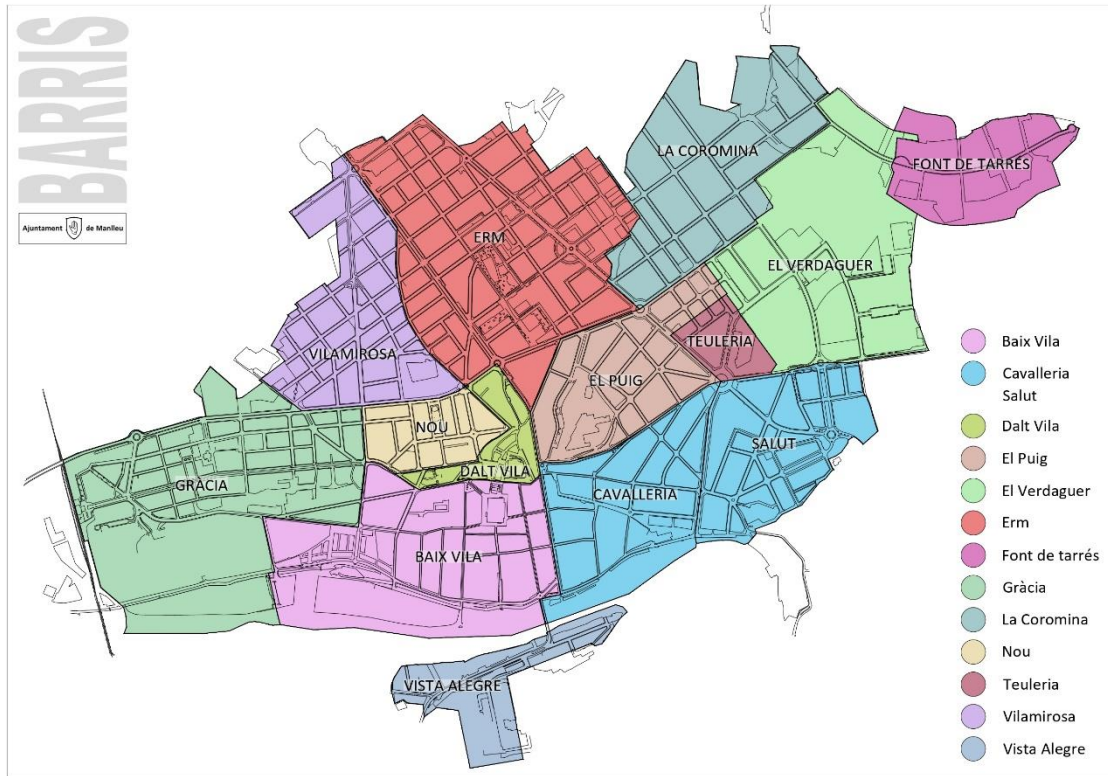 BARRIS
Ajuntament de Manlleu
LA COROMINA
FONT DE TARRÉS
ERM
EL VERDAGUER
VILAMIROSA
TEULERIA
EL PUIG
NOU
SALUT
DALT VILA
GRÀCIA
CAVALLERIA
BAIX VILA
VISTA ALEGRE
Baix Vila
Cavalleria
Salut
Dalt Vila
El Puig
El Verdaguer
Erm
Font de tarrés
Gràcia
La Coromina
Nou
Teuleria
Vilamirosa
Vista Alegre